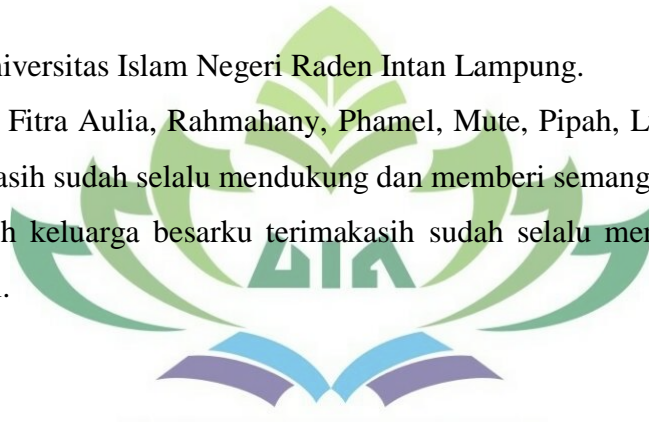 niversitas Islam Negeri Raden Intan Lampung.
Fitra Aulia, Rahmahany, Phamel, Mute, Pipah, L
asih sudah selalu mendukung dan memberi semang
h keluarga besarku terimakasih sudah selalu mer
.